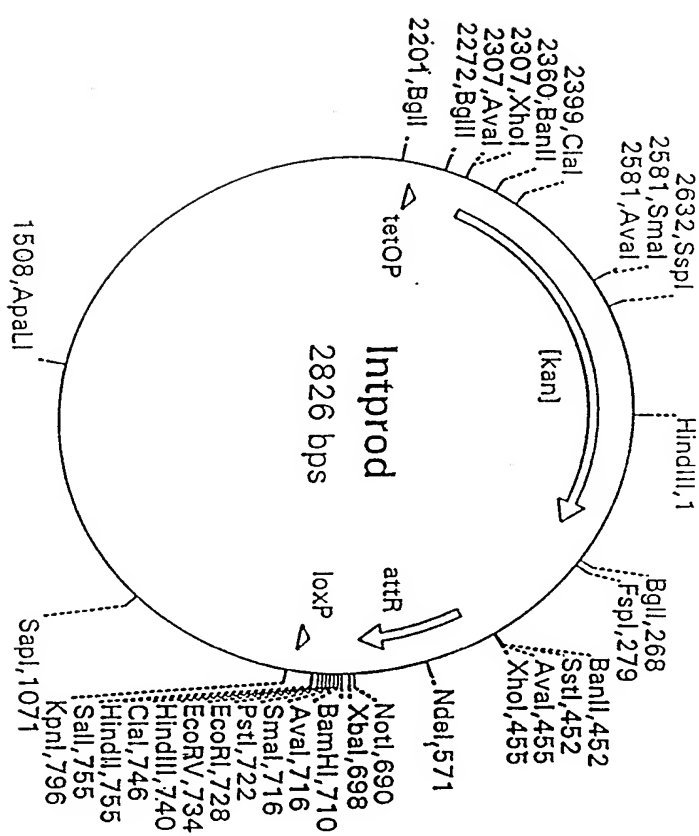 2201,BglI
2272,BglII
2307,AvaI
2307,XhoI
2360,BanII
2399,ClaI
2581,AvaI
2581,SmaI
2632,SspI
HindIII,1
BglI,268
FspI,279
BanII,452
SstI,452
AvaI,455
XhoI,455
NdeI,571
NotI,690
XbaI,698
BamHI,710
AvaI,716
SmaI,716
PstI,722
EcoRI,728
EcoRV,734
HindIII,740
ClaI,746
HindII,755
SalI,755
KpnI,796
SapI,1071
1508,ApaLI
tetOP
[kan]
attR
loxP
Intprod
2826 bps